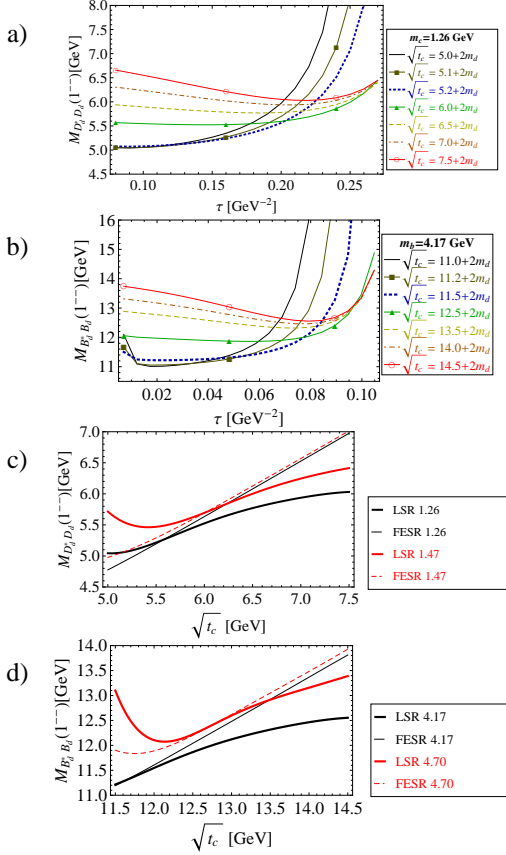 a)
M_{D_d^* D_d}(1^{--})[GeV]
8.0
7.5
7.0
6.5
6.0
5.5
5.0
4.5
0.10
0.15
0.20
0.25
τ [GeV^{-2}]
m_c=1.26 GeV
√t_c = 5.0+2m_d
√t_c = 5.1+2m_d
√t_c = 5.2+2m_d
√t_c = 6.0+2m_d
√t_c = 6.5+2m_d
√t_c = 7.0+2m_d
√t_c = 7.5+2m_d
b)
M_{B_d^* B_d}(1^{--})[GeV]
16
15
14
13
12
11
0.02
0.04
0.06
0.08
0.10
τ [GeV^{-2}]
m_b=4.17 GeV
√t_c = 11.0+2m_d
√t_c = 11.2+2m_d
√t_c = 11.5+2m_d
√t_c = 12.5+2m_d
√t_c = 13.5+2m_d
√t_c = 14.0+2m_d
√t_c = 14.5+2m_d
c)
M_{D_d^* D_d}(1^{--})[GeV]
7.0
6.5
6.0
5.5
5.0
4.5
5.0
5.5
6.0
6.5
7.0
7.5
√t_c [GeV]
LSR 1.26
FESR 1.26
LSR 1.47
FESR 1.47
d)
M_{B_d^* B_d}(1^{--})[GeV]
14.0
13.5
13.0
12.5
12.0
11.5
11.0
11.5
12.0
12.5
13.0
13.5
14.0
14.5
√t_c [GeV]
LSR 4.17
FESR 4.17
LSR 4.70
FESR 4.70